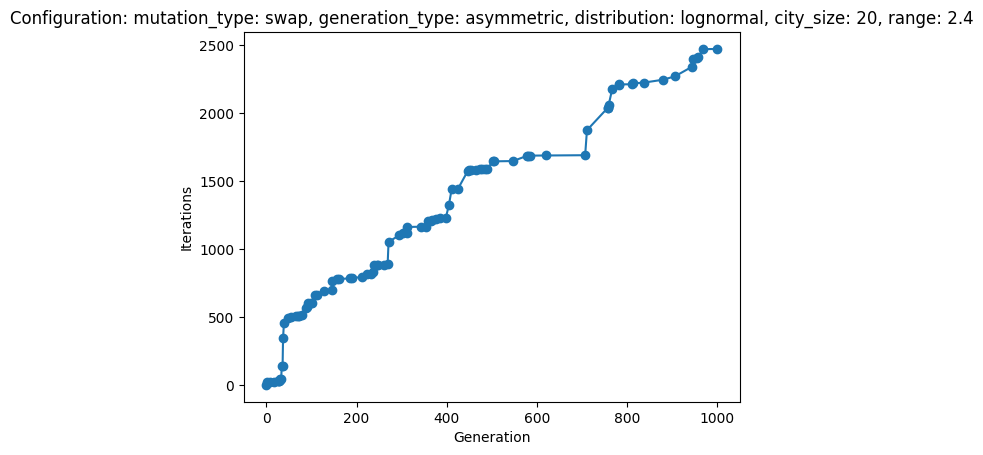 Configuration: mutation_type: swap, generation_type: asymmetric, distribution: lognormal, city_size: 20, range: 2.4
2500
2000
1500
1000
500
0
Iterations
0 200 400 600 800 1000
Generation